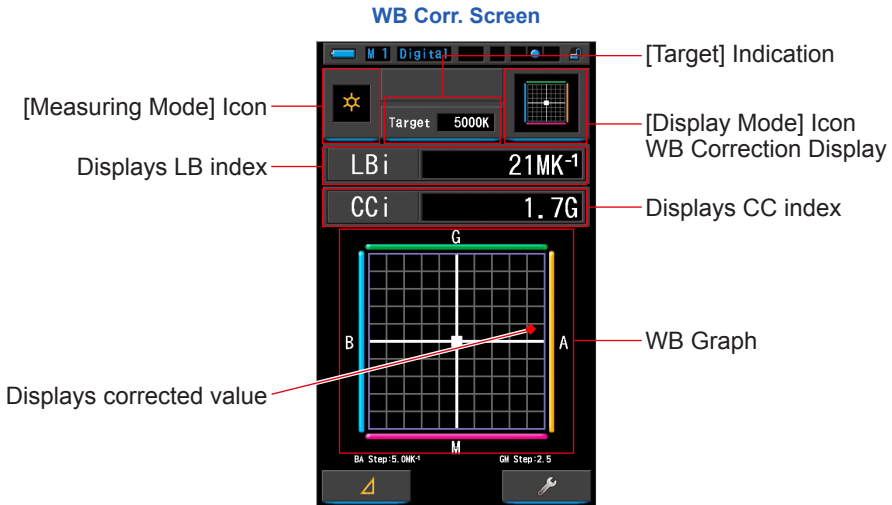 WB Corr. Screen
M 1 Digital
[Target] Indication
[Measuring Mode] Icon
Target 5000K
[Display Mode] Icon
WB Correction Display
Displays LB index
LBi 21MK⁻¹
CCi 1.7G
Displays CC index
G
B
A
WB Graph
Displays corrected value
M
BA Step:5.0MK⁻¹ GM Step:2.5